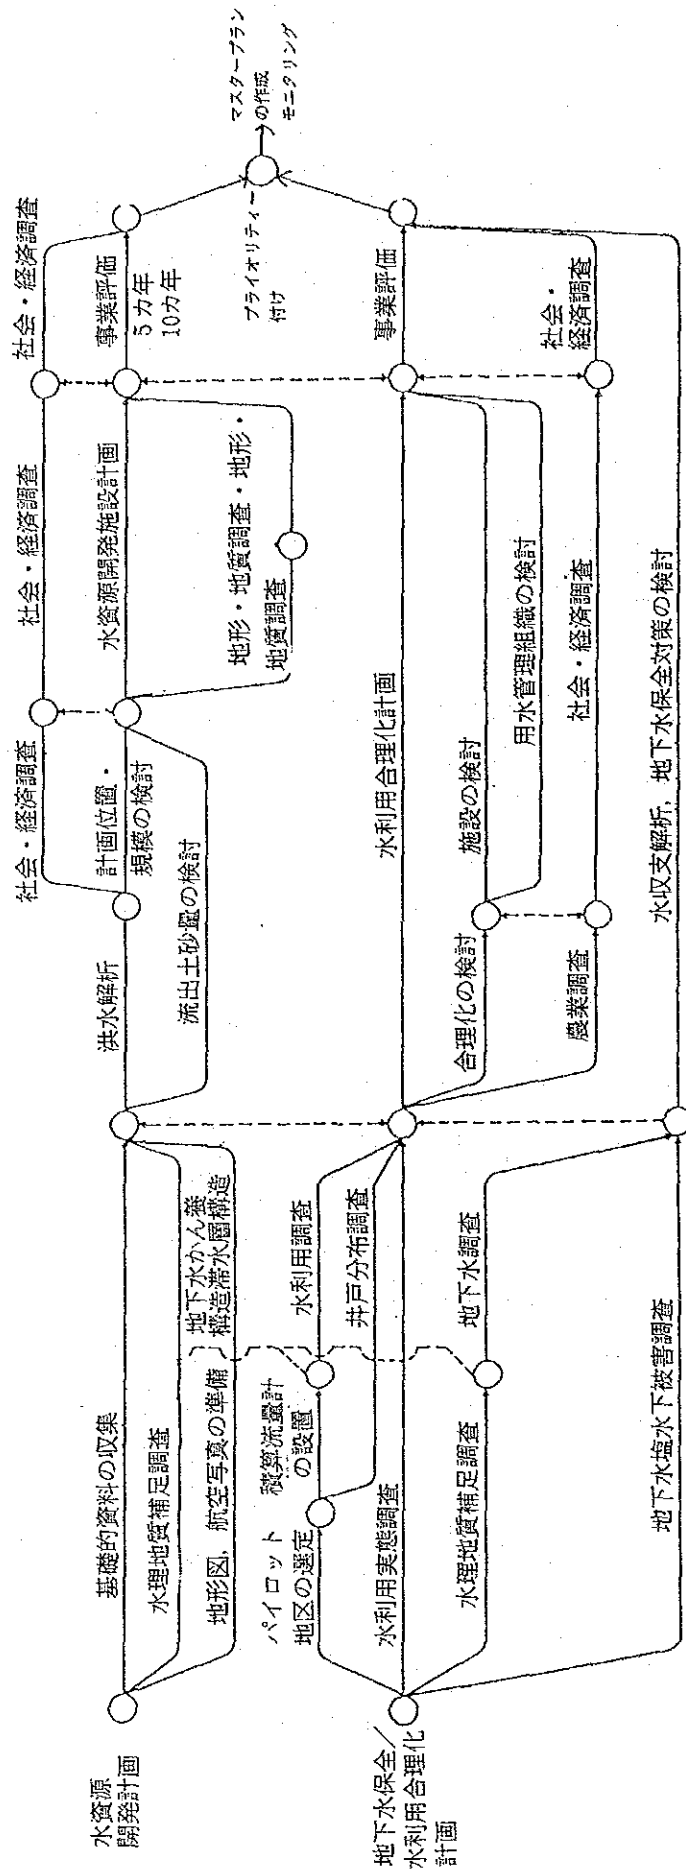 水資源
開発計画
基礎的資料の収集
水理地質補足調査
地形図，航空写真の準備
地下水かん養
構造滞水層構造
洪水解析
流出土砂量の検討
社会・経済調査
計画位置・
規模の検討
社会・経済調査
水資源開発施設計画
地形・地質調査・地形・
地質調査
社会・経済調査
事業評価
5カ年
10カ年
プライオリティー
付け
マスタープラン
の作成
モニタリング
地下水保全／
水利用合理化
計画
パイロット
地区の選定
積算流量計
の設置
水利用調査
井戸分布調査
水利用実態調査
水理地質補足調査
地下水調査
地下水塩水下被害調査
水利用合理化計画
合理化の検討
施設の検討
用水管理組織の検討
農業調査
社会・経済調査
事業評価
社会・
経済調査
水収支解析，地下水保全対策の検討